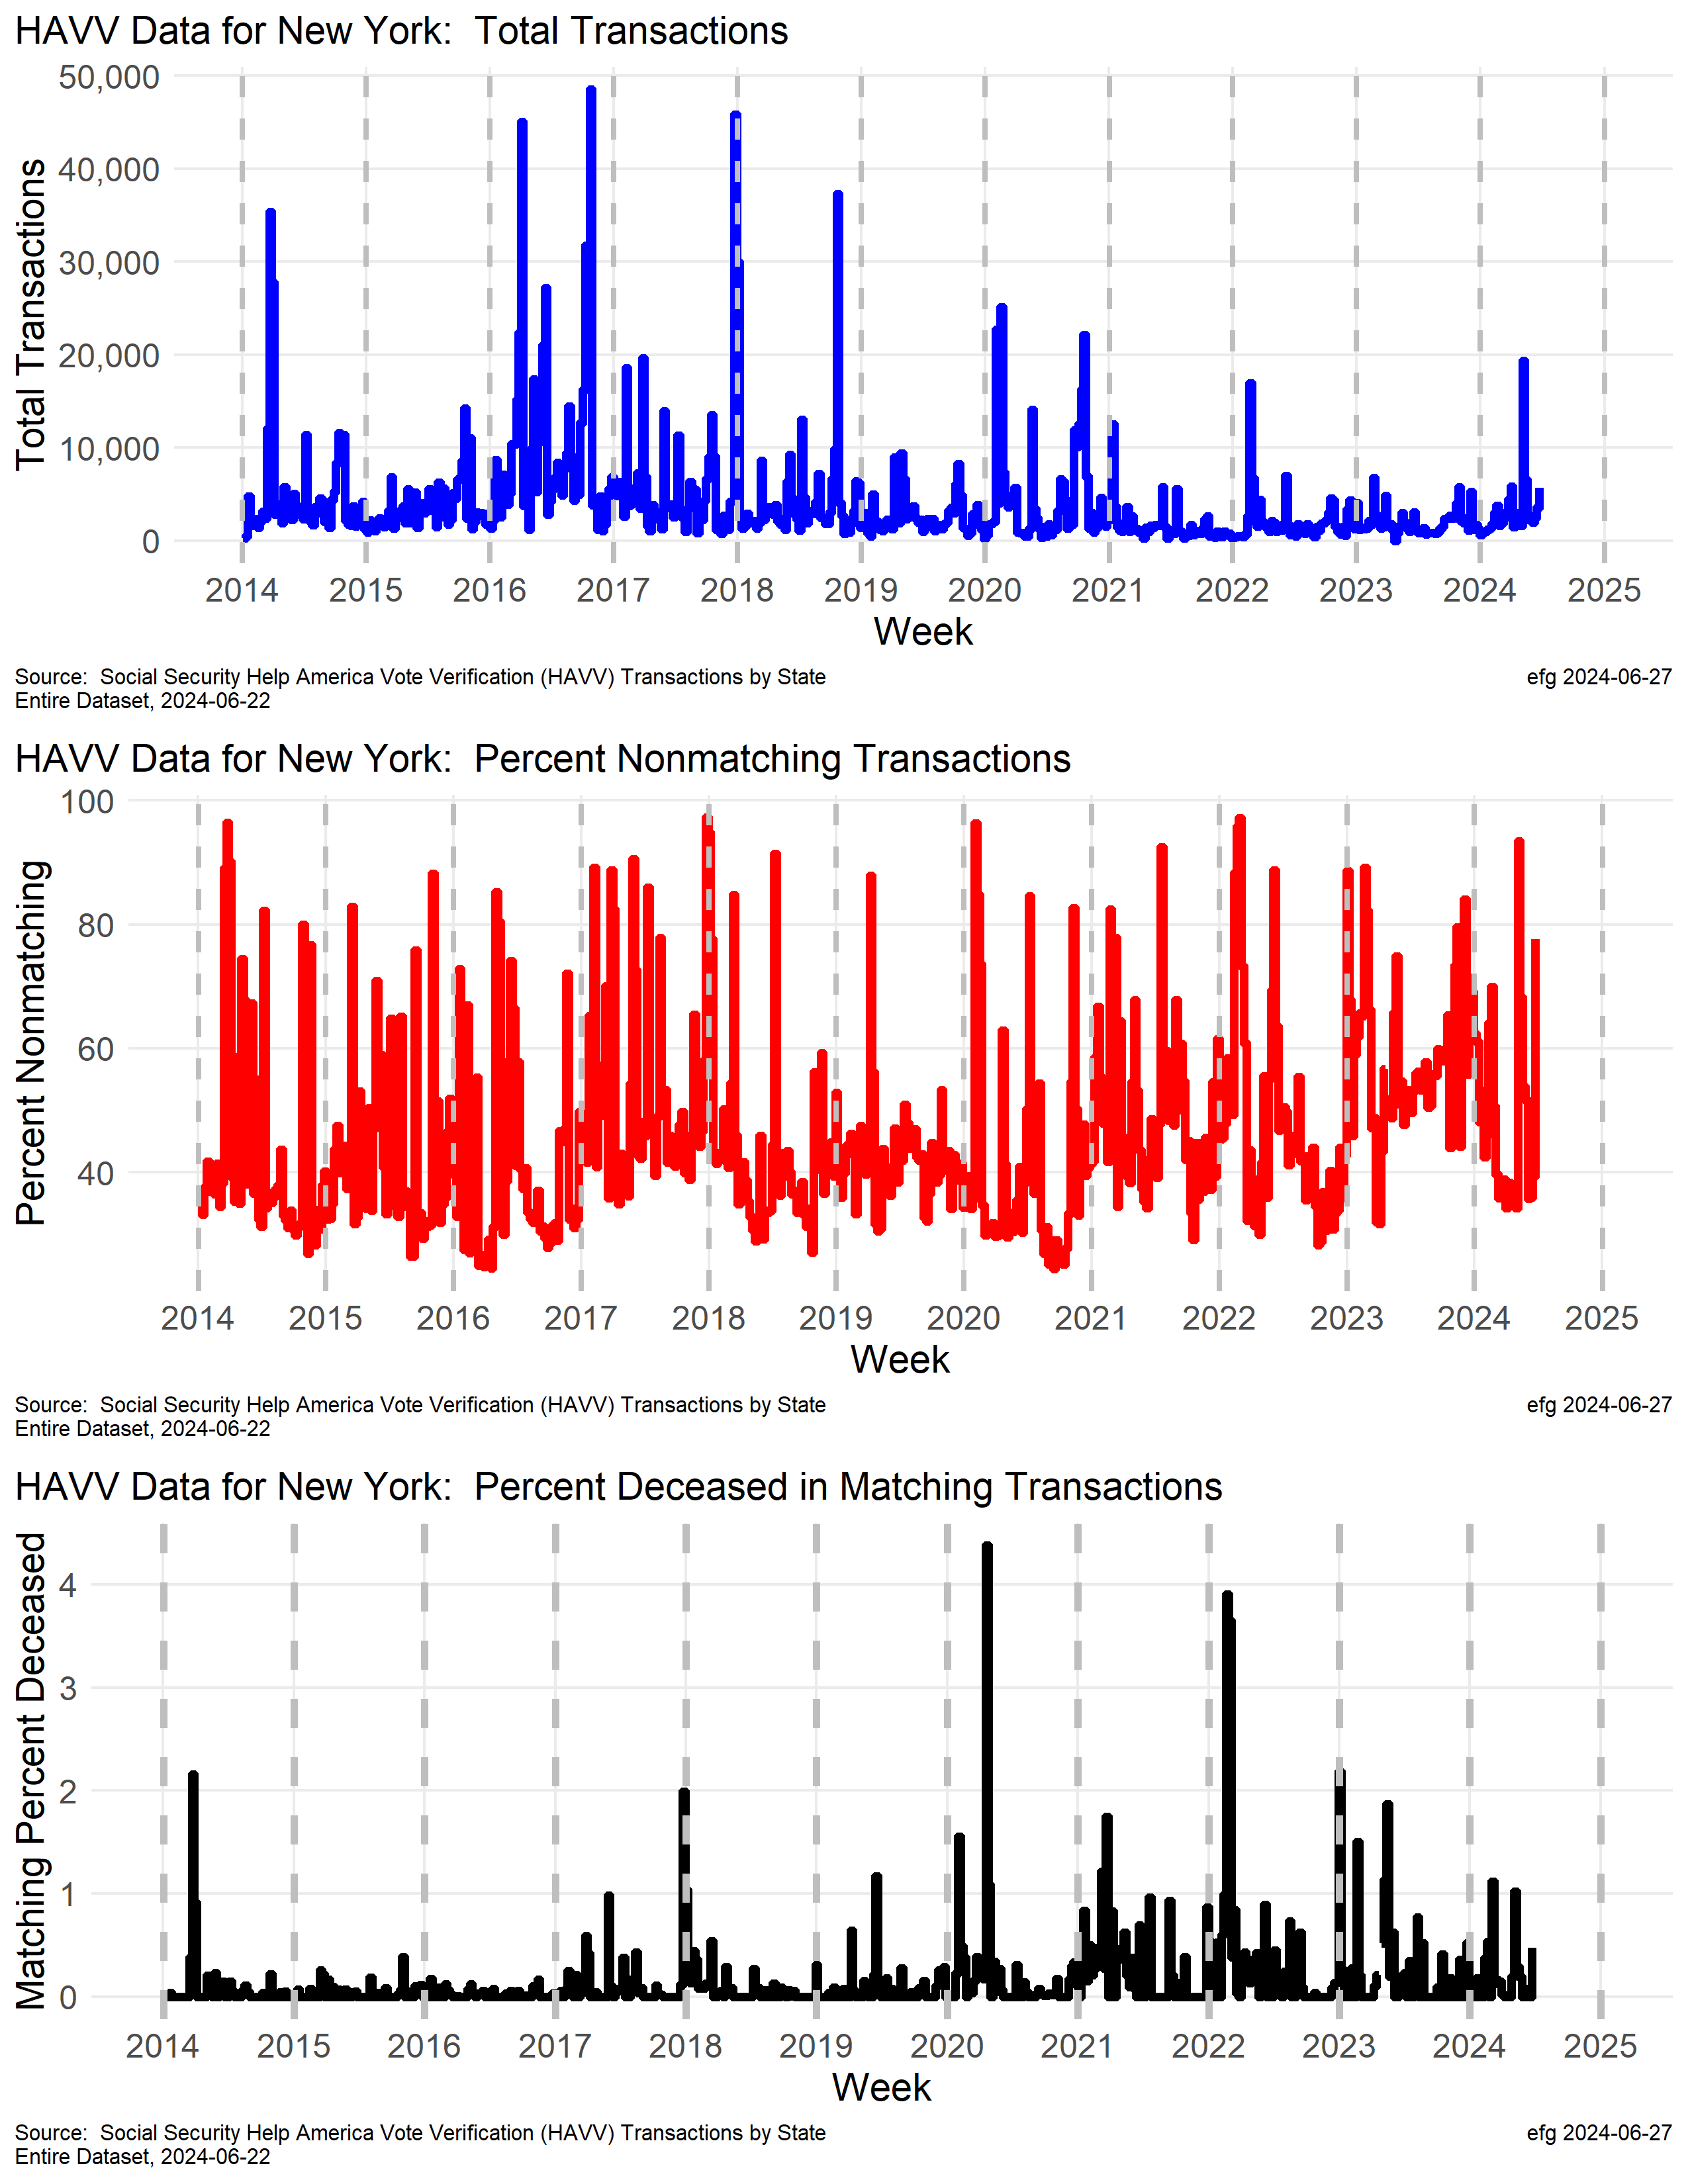 HAVV Data for New York:  Total Transactions
Total Transactions
50,000
40,000
30,000
20,000
10,000
0
2014 2015 2016 2017 2018 2019 2020 2021 2022 2023 2024 2025
Week
Source:  Social Security Help America Vote Verification (HAVV) Transactions by State
Entire Dataset, 2024-06-22
efg 2024-06-27
HAVV Data for New York:  Percent Nonmatching Transactions
Percent Nonmatching
100
80
60
40
2014 2015 2016 2017 2018 2019 2020 2021 2022 2023 2024 2025
Week
Source:  Social Security Help America Vote Verification (HAVV) Transactions by State
Entire Dataset, 2024-06-22
efg 2024-06-27
HAVV Data for New York:  Percent Deceased in Matching Transactions
Matching Percent Deceased
4
3
2
1
0
2014 2015 2016 2017 2018 2019 2020 2021 2022 2023 2024 2025
Week
Source:  Social Security Help America Vote Verification (HAVV) Transactions by State
Entire Dataset, 2024-06-22
efg 2024-06-27